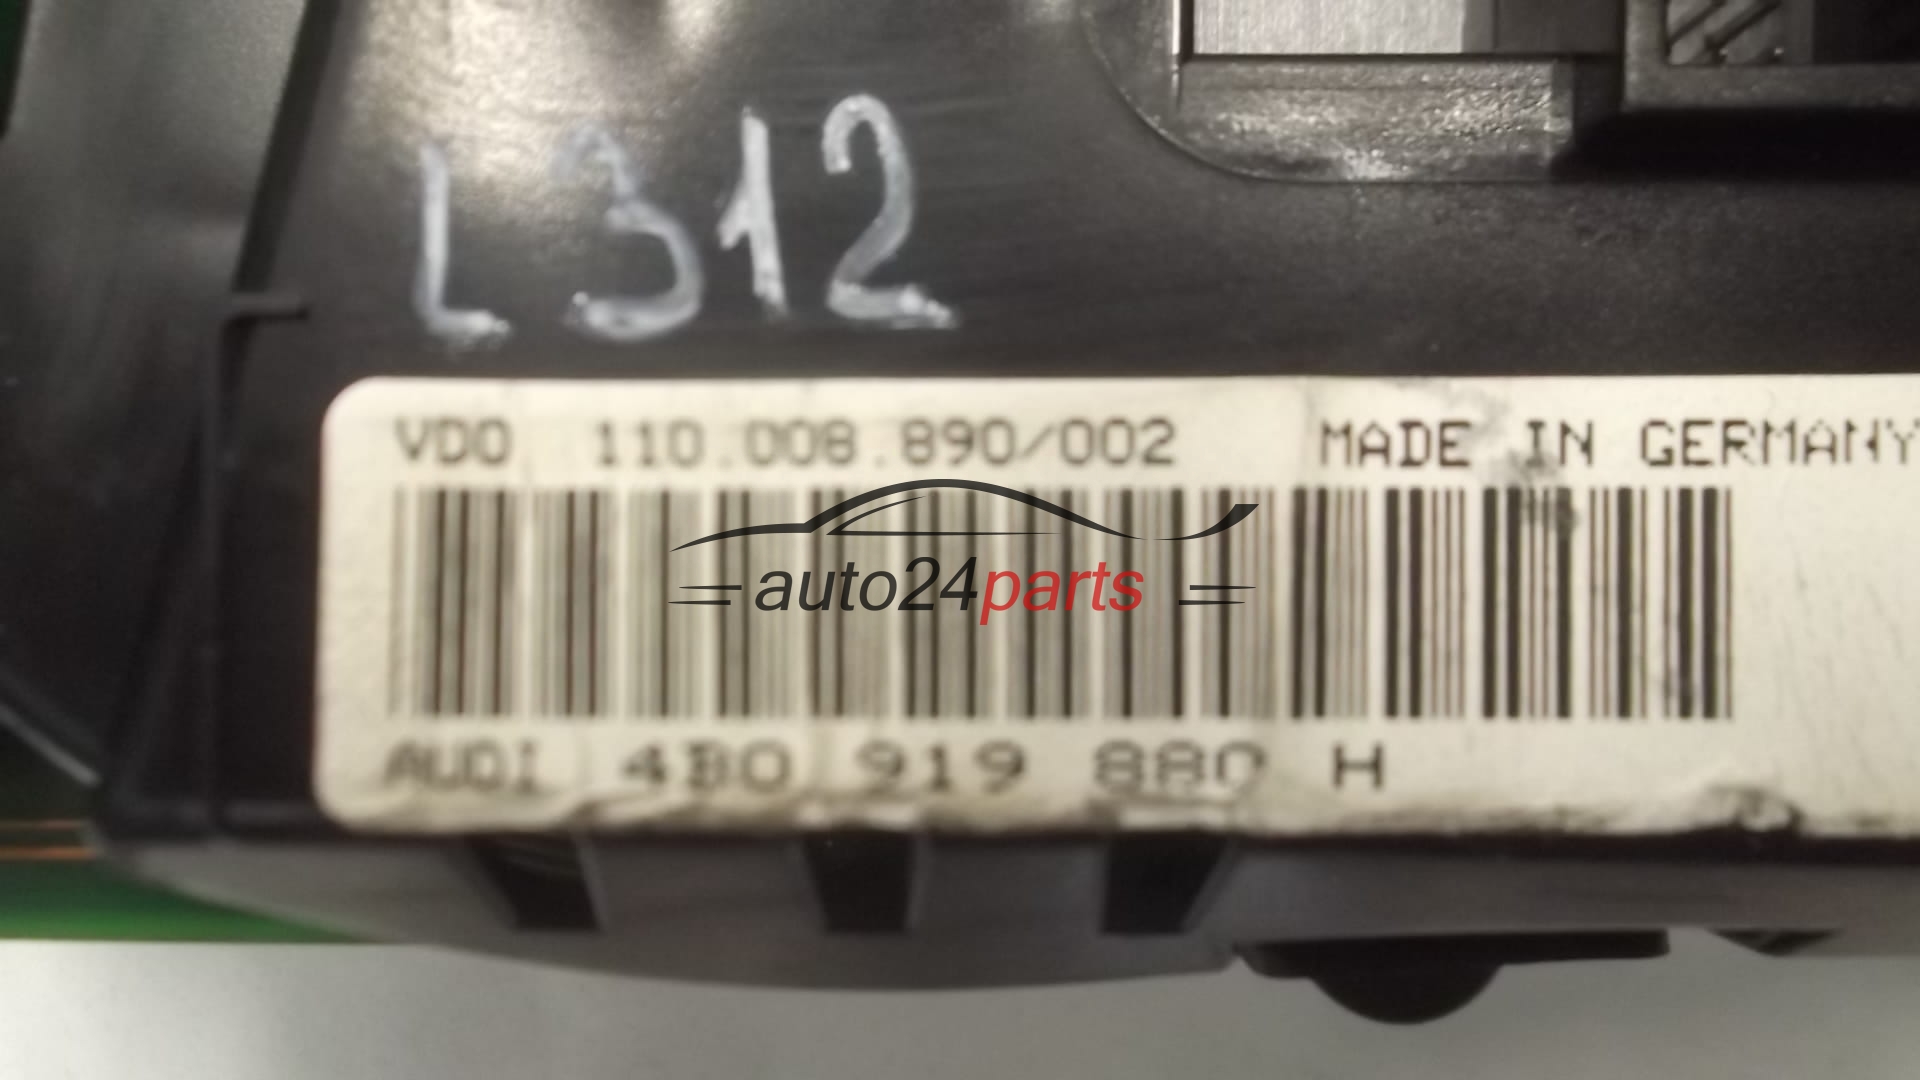 L312
VDO 110.008.890/002 MADE IN GERMANY
auto24parts
AUDI 4B0 919 880 H